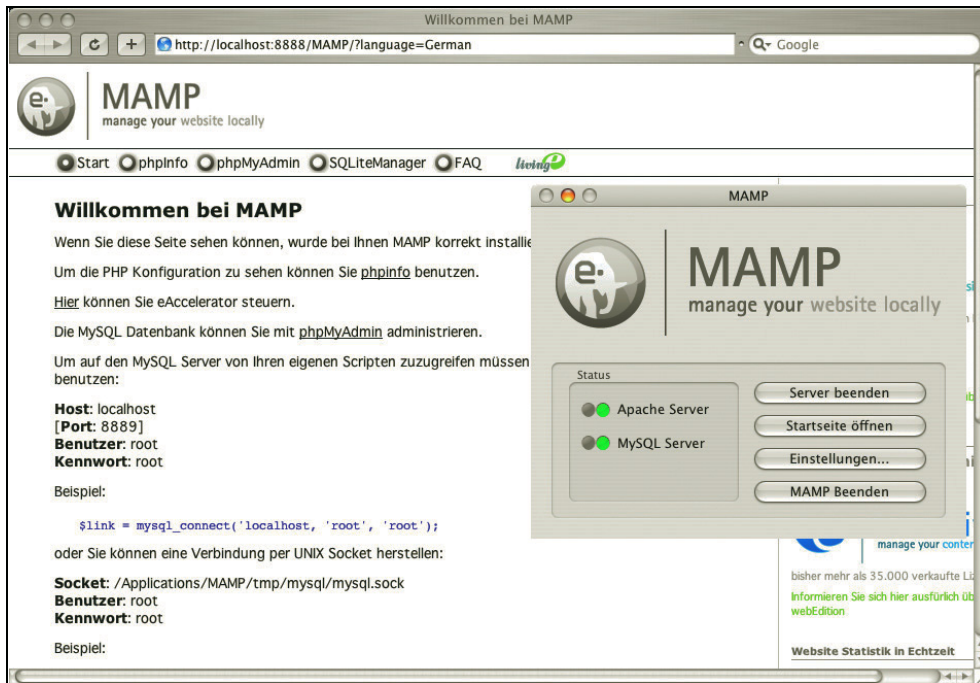 Willkommen bei MAMP
http://localhost:8888/MAMP/?language=German
Google
MAMP
manage your website locally
Start phpInfo phpMyAdmin SQLiteManager FAQ living e
Willkommen bei MAMP
Wenn Sie diese Seite sehen können, wurde bei Ihnen MAMP korrekt
Um die PHP Konfiguration zu sehen können Sie phpinfo benutzen.
Hier können Sie eAccelerator steuern.
Die MySQL Datenbank können Sie mit phpMyAdmin administrieren.
Um auf den MySQL Server von Ihren eigenen Scripten zuzugreifen müssen
benutzen:
Host: localhost
[Port: 8889]
Benutzer: root
Kennwort: root
Beispiel:
$link = mysql_connect('localhost, 'root', 'root');
oder Sie können eine Verbindung per UNIX Socket herstellen:
Socket: /Applications/MAMP/tmp/mysql/mysql.sock
Benutzer: root
Kennwort: root
Beispiel:
MAMP
e.
MAMP
manage your website locally
Status
Apache Server
MySQL Server
Server beenden
Startseite öffnen
Einstellungen...
MAMP Beenden
manage your conten
bisher mehr als 35.000 verkaufte
Informieren Sie sich hier ausfürlich üb
webEdition
Website Statistik in Echtzeit